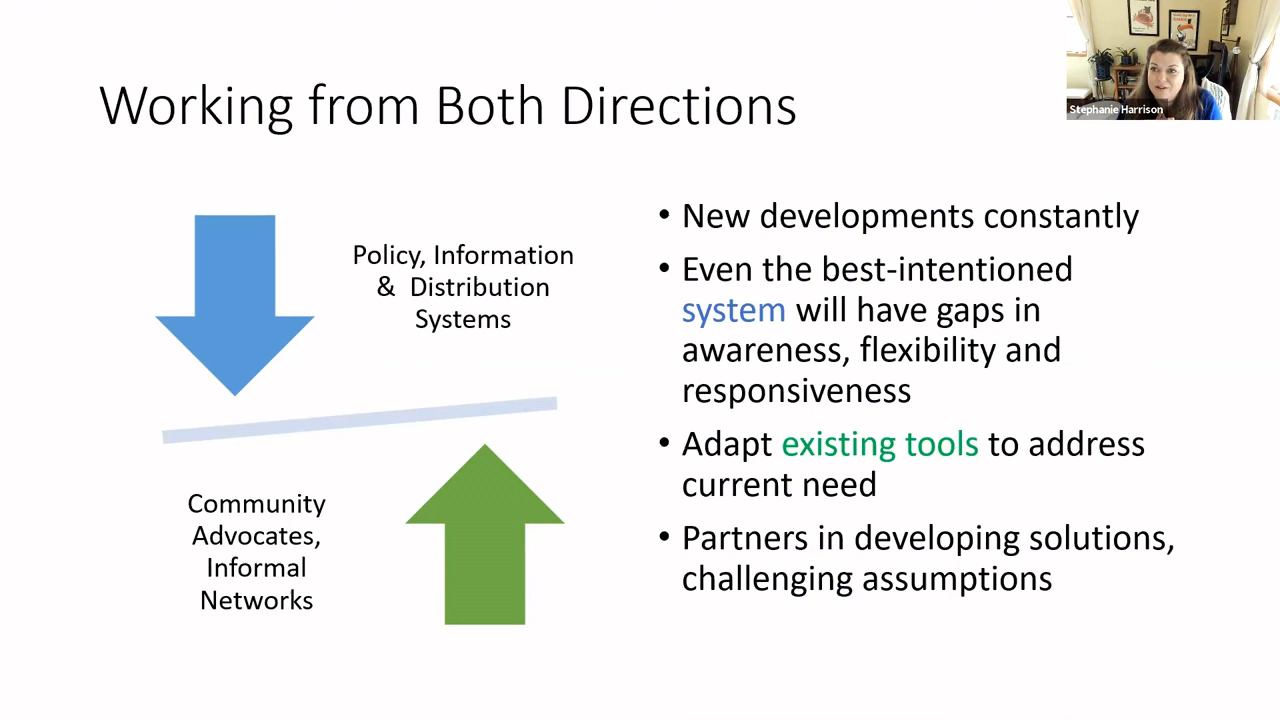 Working from Both Directions
Stephanie Harrison
Policy, Information
& Distribution
Systems
Community
Advocates,
Informal
Networks
• New developments constantly
• Even the best-intentioned
system will have gaps in
awareness, flexibility and
responsiveness
• Adapt existing tools to address
current need
• Partners in developing solutions,
challenging assumptions